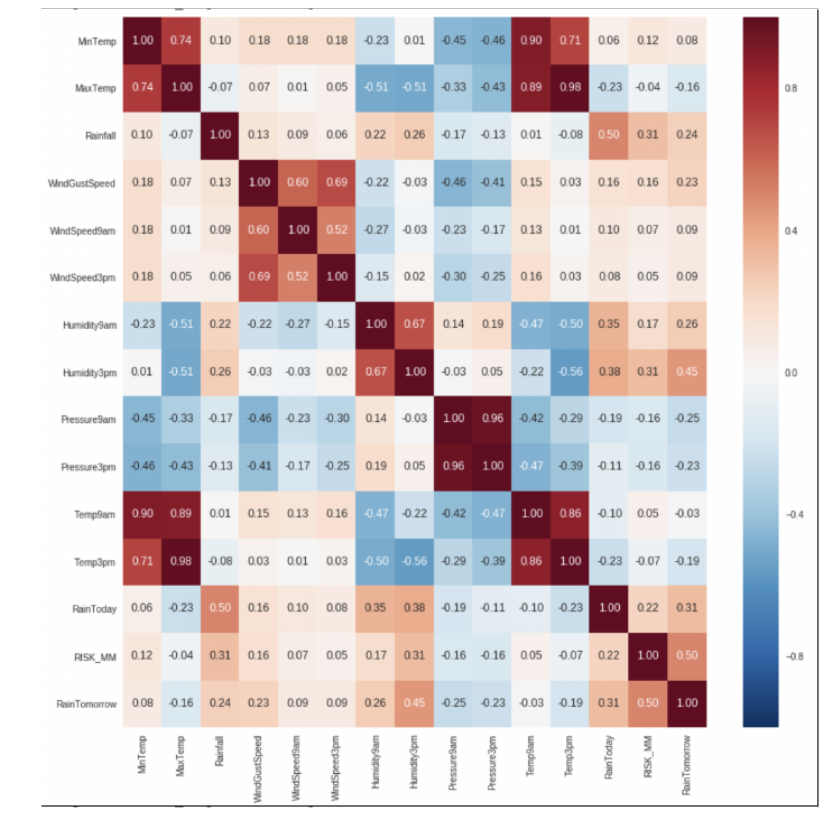 MinTemp 1.00 0.74 0.10 0.18 0.18 0.18 -0.23 0.01 -0.45 -0.46 0.90 0.71 0.06 0.12 0.08
MaxTemp 0.74 1.00 -0.07 0.07 0.01 0.05 -0.51 -0.51 -0.33 -0.43 0.89 0.98 -0.23 -0.04 -0.16
0.8
Rainfall 0.10 -0.07 1.00 0.13 0.09 0.06 0.22 0.26 -0.17 -0.13 0.01 -0.08 0.50 0.31 0.24
WindGustSpeed 0.18 0.07 0.13 1.00 0.60 0.69 -0.22 -0.03 -0.46 -0.41 0.15 0.03 0.16 0.16 0.23
WindSpeed9am 0.18 0.01 0.09 0.60 1.00 0.52 -0.27 -0.03 -0.23 -0.17 0.13 0.01 0.10 0.07 0.09
0.4
WindSpeed3pm 0.18 0.05 0.06 0.69 0.52 1.00 -0.15 0.02 -0.30 -0.25 0.16 0.03 0.08 0.05 0.09
Humidity9am -0.23 -0.51 0.22 -0.22 -0.27 -0.15 1.00 0.67 0.14 0.19 -0.47 -0.50 0.35 0.17 0.26
Humidity3pm 0.01 -0.51 0.26 -0.03 -0.03 0.02 0.67 1.00 -0.03 0.05 -0.22 -0.56 0.38 0.31 0.45
0.0
Pressure9am -0.45 -0.33 -0.17 -0.46 -0.23 -0.30 0.14 -0.03 1.00 0.96 -0.42 -0.29 -0.19 -0.16 -0.25
Pressure3pm -0.46 -0.43 -0.13 -0.41 -0.17 -0.25 0.19 0.05 0.96 1.00 -0.47 -0.39 -0.11 -0.16 -0.23
Temp9am 0.90 0.89 0.01 0.15 0.13 0.16 -0.47 -0.22 -0.42 -0.47 1.00 0.86 -0.10 0.05 -0.03
-0.4
Temp3pm 0.71 0.98 -0.08 0.03 0.01 0.03 -0.50 -0.56 -0.29 -0.39 0.86 1.00 -0.23 -0.07 -0.19
RainToday 0.06 -0.23 0.50 0.16 0.10 0.08 0.35 0.38 -0.19 -0.11 -0.10 -0.23 1.00 0.22 0.31
RISK_MM 0.12 -0.04 0.31 0.16 0.07 0.05 0.17 0.31 -0.16 -0.16 0.05 -0.07 0.22 1.00 0.50
-0.8
RainTomorrow 0.08 -0.16 0.24 0.23 0.09 0.09 0.26 0.45 -0.25 -0.23 -0.03 -0.19 0.31 0.50 1.00
MinTemp
MaxTemp
Rainfall
WindGustSpeed
WindSpeed9am
WindSpeed3pm
Humidity9am
Humidity3pm
Pressure9am
Pressure3pm
Temp9am
Temp3pm
RainToday
RISK_MM
RainTomorrow